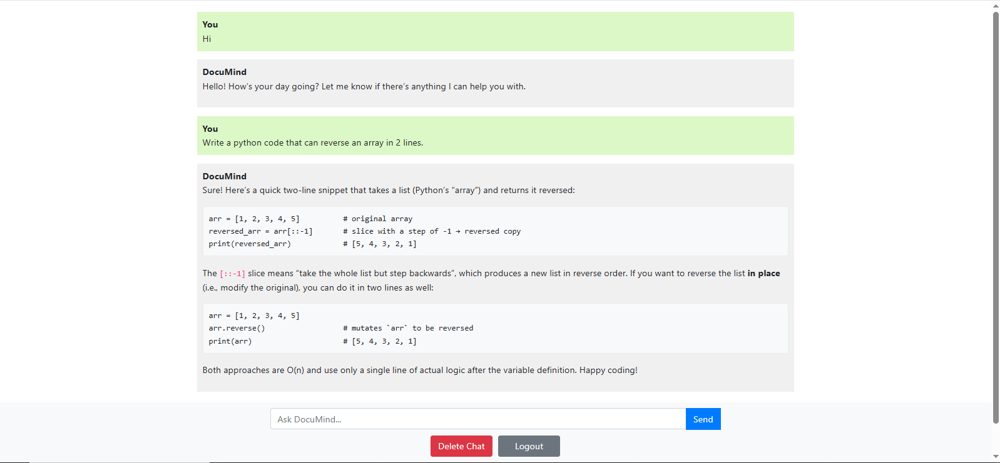 You
Hi
DocuMind
Hello! How’s your day going? Let me know if there’s anything I can help you with.
You
Write a python code that can reverse an array in 2 lines.
DocuMind
Sure! Here’s a quick two-line snippet that takes a list (Python’s “array”) and returns it reversed:
arr = [1, 2, 3, 4, 5]          # original array
reversed_arr = arr[::-1]       # slice with a step of -1 → reversed copy
print(reversed_arr)            # [5, 4, 3, 2, 1]
The [::-1] slice means “take the whole list but step backwards”, which produces a new list in reverse order. If you want to reverse the list in place
(i.e., modify the original), you can do it in two lines as well:
arr = [1, 2, 3, 4, 5]
arr.reverse()                  # mutates `arr` to be reversed
print(arr)                     # [5, 4, 3, 2, 1]
Both approaches are O(n) and use only a single line of actual logic after the variable definition. Happy coding!
Ask DocuMind...
Send
Delete Chat
Logout